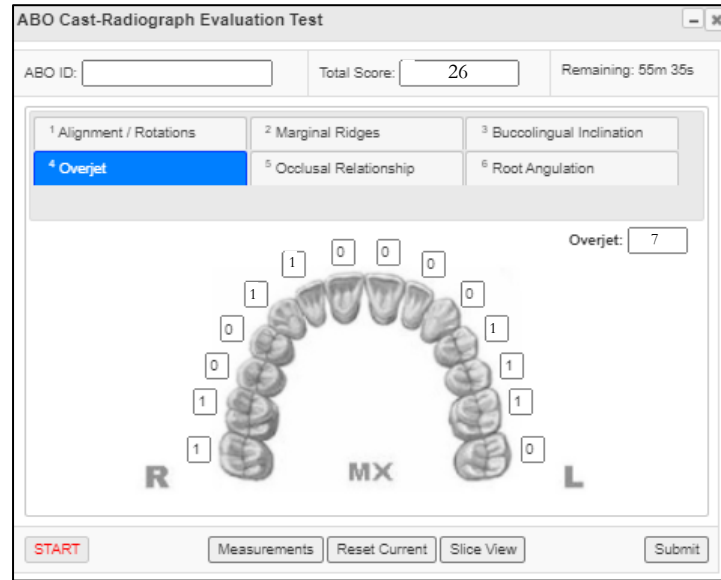 ABO Cast-Radiograph Evaluation Test
ABO ID: Total Score: 26 Remaining: 55m 35s
1 Alignment / Rotations 2 Marginal Ridges 3 Buccolingual Inclination
4 Overjet 5 Occlusal Relationship 6 Root Angulation
Overjet: 7
0 0
1 0
1 0
0 1
0 1
1 1
1 0
R MX L
START Measurements Reset Current Slice View Submit